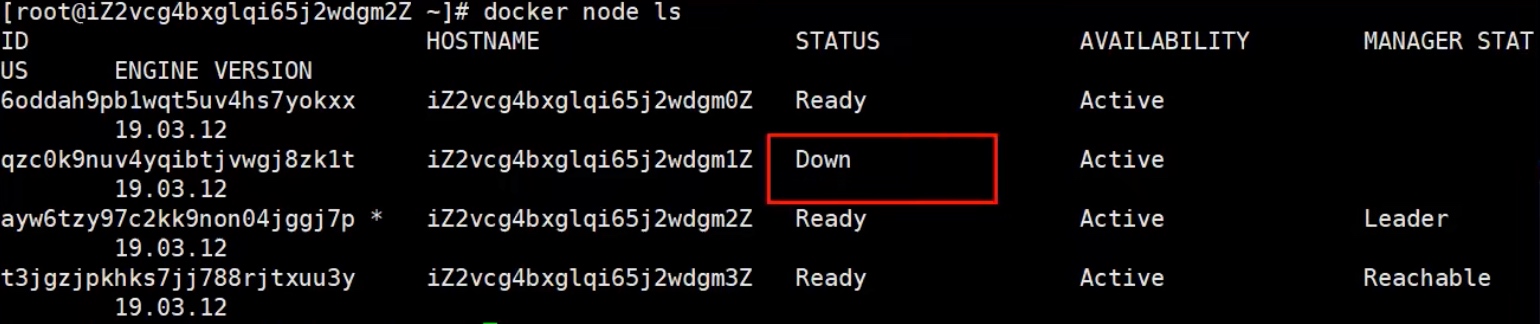 [root@iZ2vcg4bxglqi65j2wdgm2Z ~]# docker node ls
ID HOSTNAME STATUS AVAILABILITY MANAGER STAT
US ENGINE VERSION
6oddah9pb1wqt5uv4hs7yokxx iZ2vcg4bxglqi65j2wdgm0Z Ready Active
19.03.12
qzc0k9nuv4yqibtjvwgj8zk1t iZ2vcg4bxglqi65j2wdgm1Z Down Active
19.03.12
ayw6tzy97c2kk9non04jggj7p * iZ2vcg4bxglqi65j2wdgm2Z Ready Active Leader
19.03.12
t3jgzjpkhks7jj788rjtxuu3y iZ2vcg4bxglqi65j2wdgm3Z Ready Active Reachable
19.03.12